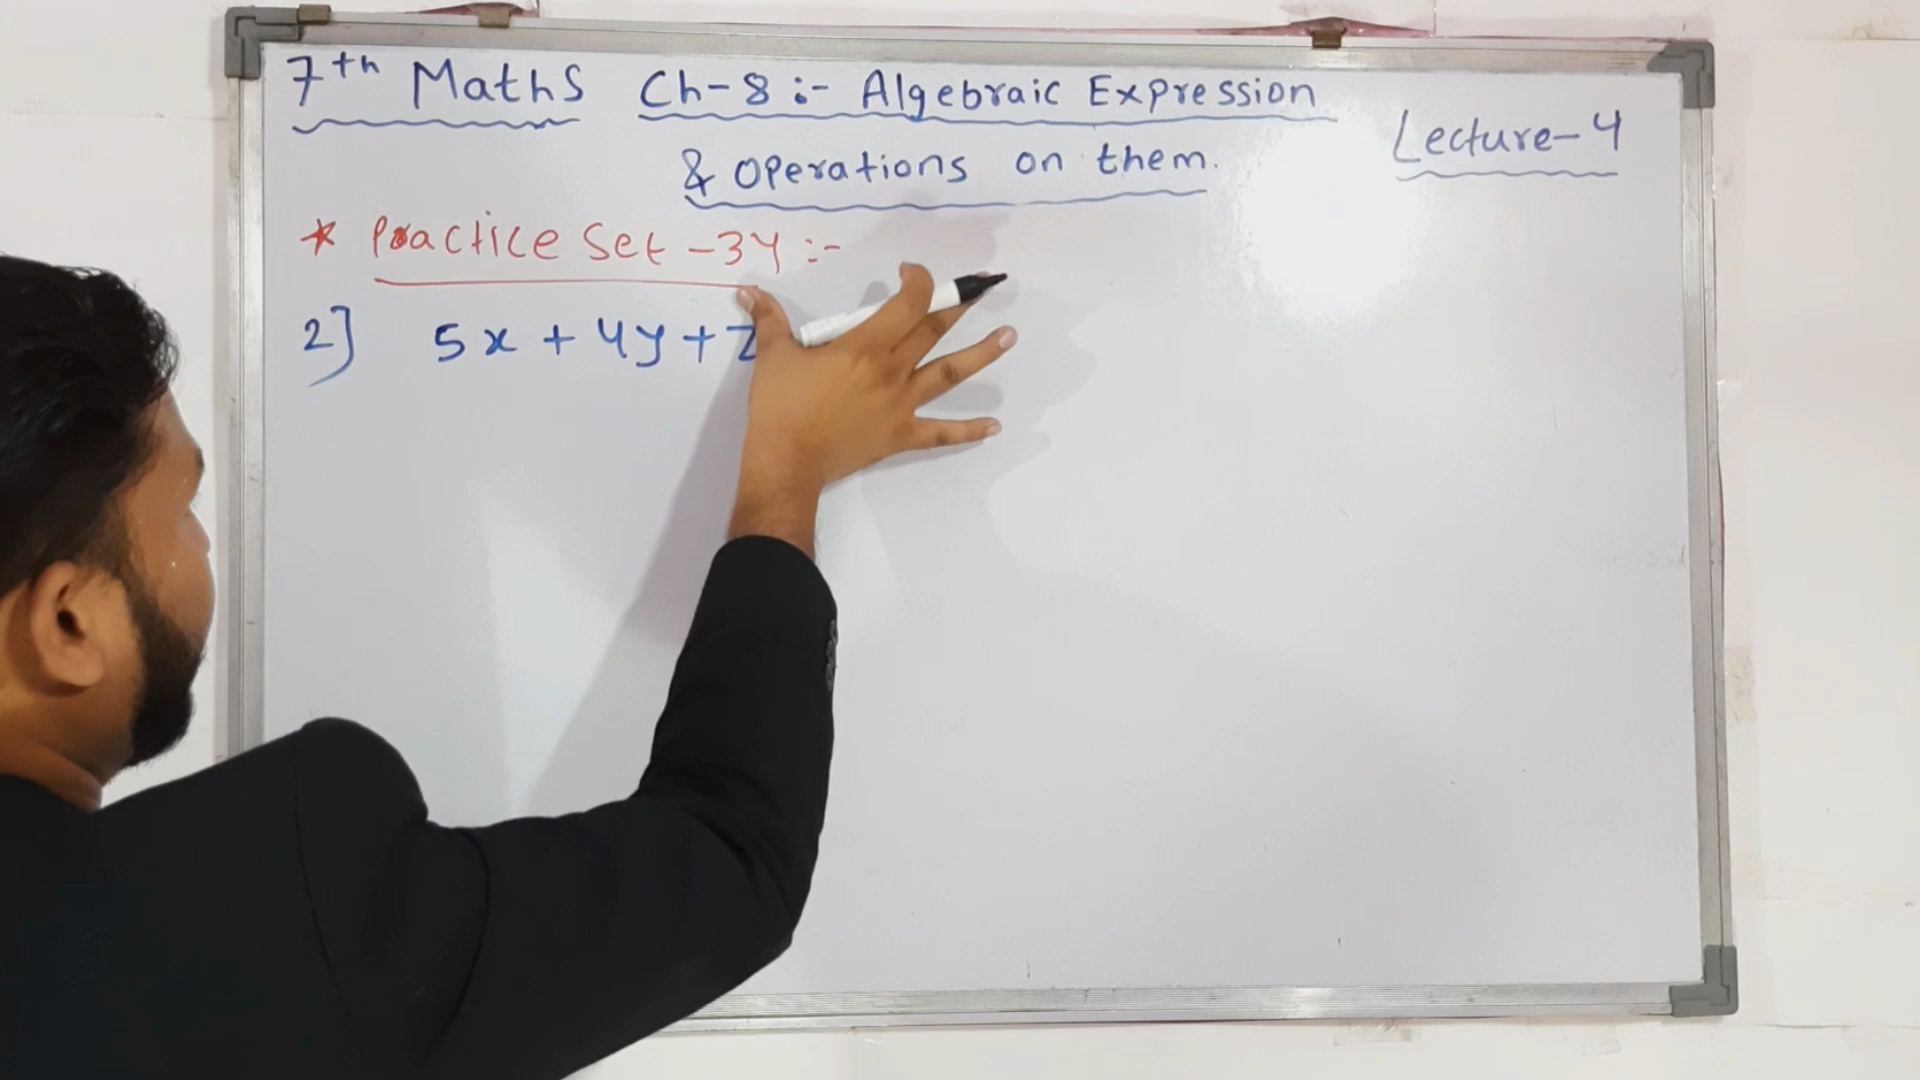 7th Maths Ch-8 :- Algebraic Expression
& Operations on them.
Lecture-4
* Practice Set -34 :-
2] 5x + 4y + z